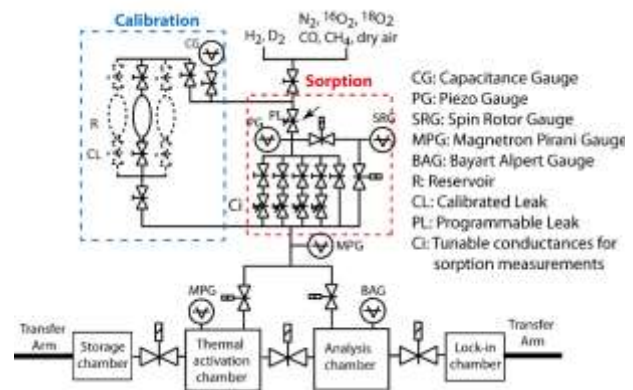 N₂, ¹⁶O₂, ¹⁸O₂
Calibration
H₂, D₂
CO, CH₄, dry air
CG
Sorption
PL
PG
SRG
R
CL
Ci
MPG
CG: Capacitance Gauge
PG: Piezo Gauge
SRG: Spin Rotor Gauge
MPG: Magnetron Pirani Gauge
BAG: Bayart Alpert Gauge
R: Reservoir
CL: Calibrated Leak
PL: Programmable Leak
Ci: Tunable conductances for
sorption measurements
MPG
BAG
Transfer
Arm
Storage
chamber
Thermal
activation
chamber
Analysis
chamber
Lock-in
chamber
Transfer
Arm